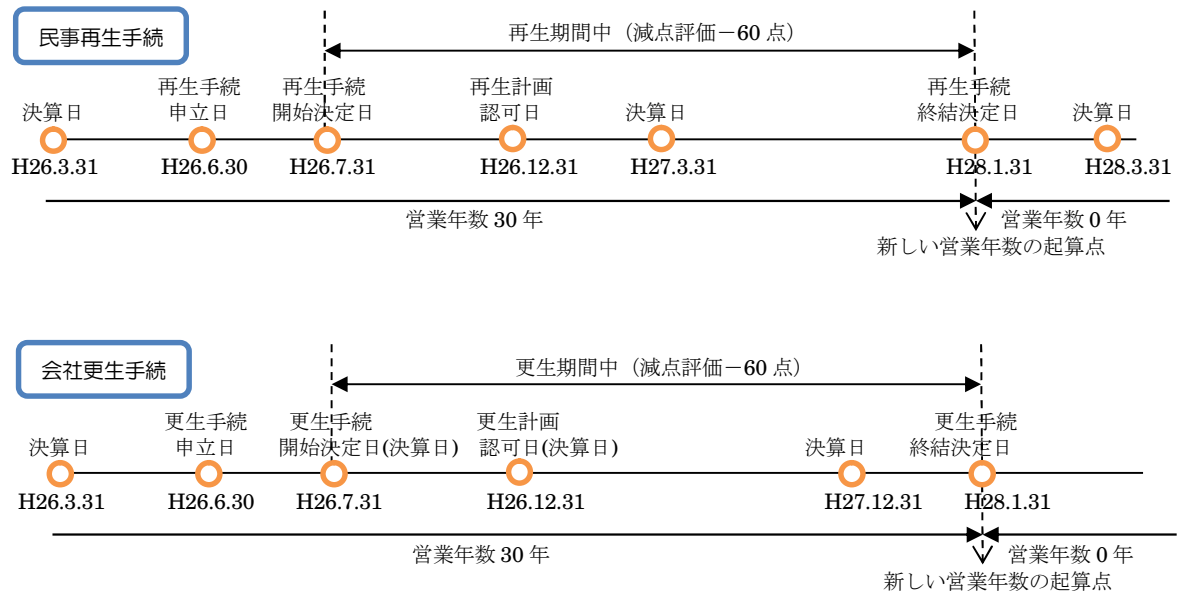 民事再生手続
再生期間中（減点評価－60 点）
再生手続
申立日
再生手続
開始決定日
再生計画
認可日
再生手続
終結決定日
決算日
決算日
決算日
H26.3.31
H26.6.30
H26.7.31
H26.12.31
H27.3.31
H28.1.31
H28.3.31
営業年数 30 年
営業年数 0 年
新しい営業年数の起算点
会社更生手続
更生期間中（減点評価－60 点）
更生手続
申立日
更生手続
開始決定日(決算日)
更生計画
認可日(決算日)
更生手続
終結決定日
決算日
決算日
H26.3.31
H26.6.30
H26.7.31
H26.12.31
H27.12.31
H28.1.31
営業年数 30 年
営業年数 0 年
新しい営業年数の起算点